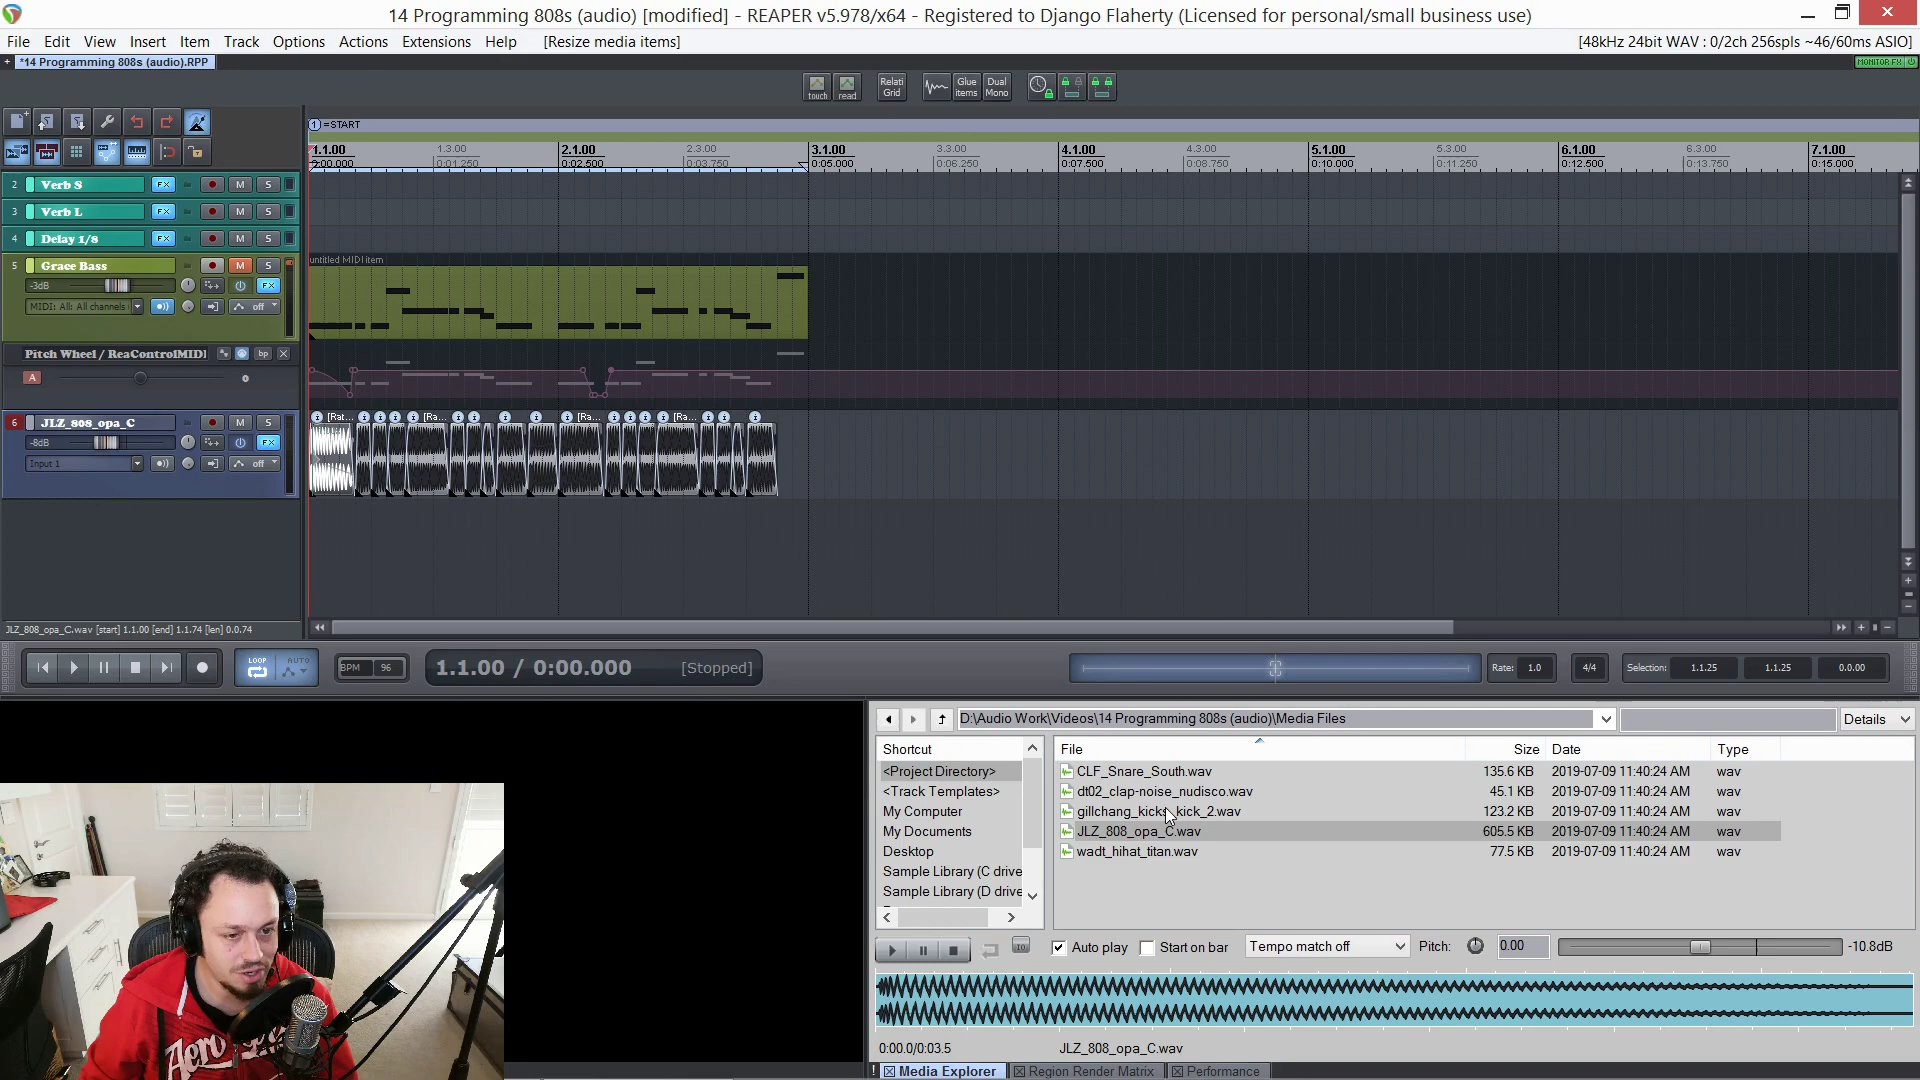 14 Programming 808s (audio) [modified] - REAPER v5.978/x64 - Registered to Django Flaherty (Licensed for personal/small business use)
File Edit View Insert Item Track Options Actions Extensions Help [Resize media items] [48kHz 24bit WAV : 0/2ch 256spls ~46/60ms ASIO]
+ *14 Programming 808s (audio).RPP MONITOR FX
touch read Relati Grid Glue items Dual Mono
1 =START
1.1.00 1.3.00 2.1.00 2.3.00 3.1.00 3.3.00 4.1.00 4.3.00 5.1.00 5.3.00 6.1.00 6.3.00 7.1.00
0:00.000 0:01.250 0:02.500 0:03.750 0:05.000 0:06.250 0:07.500 0:08.750 0:10.000 0:11.250 0:12.500 0:13.750 0:15.000
2 Verb S FX M S
3 Verb L FX M S
4 Delay 1/8 FX M S
5 Grace Bass M S
untitled MIDI item
-3dB FX
MIDI: All: All channels off
Pitch Wheel / ReaControlMIDI bp
A 0
6 JLZ_808_opa_C M S
[Rat... [Ra... [Ra... [Ra...
-8dB FX
Input 1 off
JLZ_808_opa_C.wav [start] 1.1.00 [end] 1.1.74 [len] 0.0.74
LOOP AUTO BPM 96 1.1.00 / 0:00.000 [Stopped] Rate: 1.0 4/4 Selection: 1.1.25 1.1.25 0.0.00
D:\Audio Work\Videos\14 Programming 808s (audio)\Media Files Details
Shortcut File Size Date Type
<Project Directory> CLF_Snare_South.wav 135.6 KB 2019-07-09 11:40:24 AM wav
<Track Templates> dt02_clap-noise_nudisco.wav 45.1 KB 2019-07-09 11:40:24 AM wav
My Computer gillchang_kicks_kick_2.wav 123.2 KB 2019-07-09 11:40:24 AM wav
My Documents JLZ_808_opa_C.wav 605.5 KB 2019-07-09 11:40:24 AM wav
Desktop wadt_hihat_titan.wav 77.5 KB 2019-07-09 11:40:24 AM wav
Sample Library (C drive
Sample Library (D drive
Auto play Start on bar Tempo match off Pitch: 0.00 -10.8dB
0:00.0/0:03.5 JLZ_808_opa_C.wav
! Media Explorer Region Render Matrix Performance
Aero